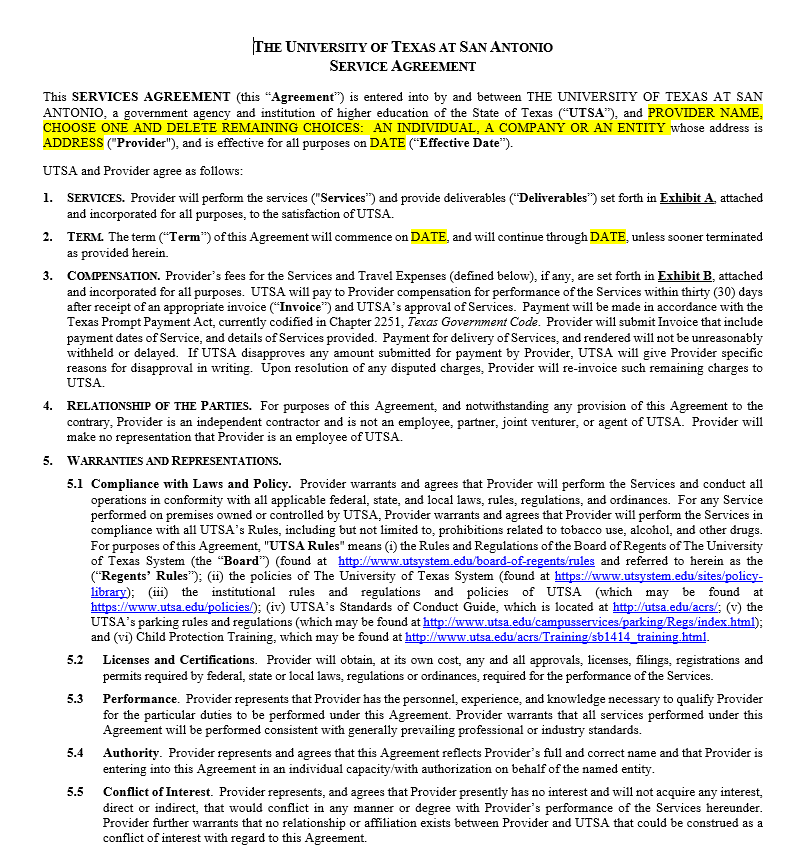 THE UNIVERSITY OF TEXAS AT SAN ANTONIO
SERVICE AGREEMENT
This SERVICES AGREEMENT (this “Agreement”) is entered into by and between THE UNIVERSITY OF TEXAS AT SAN
ANTONIO, a government agency and institution of higher education of the State of Texas (“UTSA”), and PROVIDER NAME,
CHOOSE ONE AND DELETE REMAINING CHOICES: AN INDIVIDUAL, A COMPANY OR AN ENTITY whose address is
ADDRESS ("Provider"), and is effective for all purposes on DATE (“Effective Date”).
UTSA and Provider agree as follows:
1. SERVICES. Provider will perform the services ("Services”) and provide deliverables (“Deliverables”) set forth in Exhibit A, attached
and incorporated for all purposes, to the satisfaction of UTSA.
2. TERM. The term (“Term”) of this Agreement will commence on DATE, and will continue through DATE, unless sooner terminated
as provided herein.
3. COMPENSATION. Provider’s fees for the Services and Travel Expenses (defined below), if any, are set forth in Exhibit B, attached
and incorporated for all purposes. UTSA will pay to Provider compensation for performance of the Services within thirty (30) days
after receipt of an appropriate invoice (“Invoice”) and UTSA’s approval of Services. Payment will be made in accordance with the
Texas Prompt Payment Act, currently codified in Chapter 2251, Texas Government Code. Provider will submit Invoice that include
payment dates of Service, and details of Services provided. Payment for delivery of Services, and rendered will not be unreasonably
withheld or delayed. If UTSA disapproves any amount submitted for payment by Provider, UTSA will give Provider specific
reasons for disapproval in writing. Upon resolution of any disputed charges, Provider will re-invoice such remaining charges to
UTSA.
4. RELATIONSHIP OF THE PARTIES. For purposes of this Agreement, and notwithstanding any provision of this Agreement to the
contrary, Provider is an independent contractor and is not an employee, partner, joint venturer, or agent of UTSA. Provider will
make no representation that Provider is an employee of UTSA.
5. WARRANTIES AND REPRESENTATIONS.
5.1 Compliance with Laws and Policy. Provider warrants and agrees that Provider will perform the Services and conduct all
operations in conformity with all applicable federal, state, and local laws, rules, regulations, and ordinances. For any Service
performed on premises owned or controlled by UTSA, Provider warrants and agrees that Provider will perform the Services in
compliance with all UTSA’s Rules, including but not limited to, prohibitions related to tobacco use, alcohol, and other drugs.
For purposes of this Agreement, "UTSA Rules" means (i) the Rules and Regulations of the Board of Regents of The University
of Texas System (the “Board”) (found at http://www.utsystem.edu/board-of-regents/rules and referred to herein as the
(“Regents’ Rules”); (ii) the policies of The University of Texas System (found at https://www.utsystem.edu/sites/policy-
library); (iii) the institutional rules and regulations and policies of UTSA (which may be found at
https://www.utsa.edu/policies/); (iv) UTSA’s Standards of Conduct Guide, which is located at http://utsa.edu/acrs/; (v) the
UTSA’s parking rules and regulations (which may be found at http://www.utsa.edu/campusservices/parking/Regs/index.html);
and (vi) Child Protection Training, which may be found at http://www.utsa.edu/acrs/Training/sb1414_training.html.
5.2 Licenses and Certifications. Provider will obtain, at its own cost, any and all approvals, licenses, filings, registrations and
permits required by federal, state or local laws, regulations or ordinances, required for the performance of the Services.
5.3 Performance. Provider represents that Provider has the personnel, experience, and knowledge necessary to qualify Provider
for the particular duties to be performed under this Agreement. Provider warrants that all services performed under this
Agreement will be performed consistent with generally prevailing professional or industry standards.
5.4 Authority. Provider represents and agrees that this Agreement reflects Provider’s full and correct name and that Provider is
entering into this Agreement in an individual capacity/with authorization on behalf of the named entity.
5.5 Conflict of Interest. Provider represents, and agrees that Provider presently has no interest and will not acquire any interest,
direct or indirect, that would conflict in any manner or degree with Provider’s performance of the Services hereunder.
Provider further warrants that no relationship or affiliation exists between Provider and UTSA that could be construed as a
conflict of interest with regard to this Agreement.